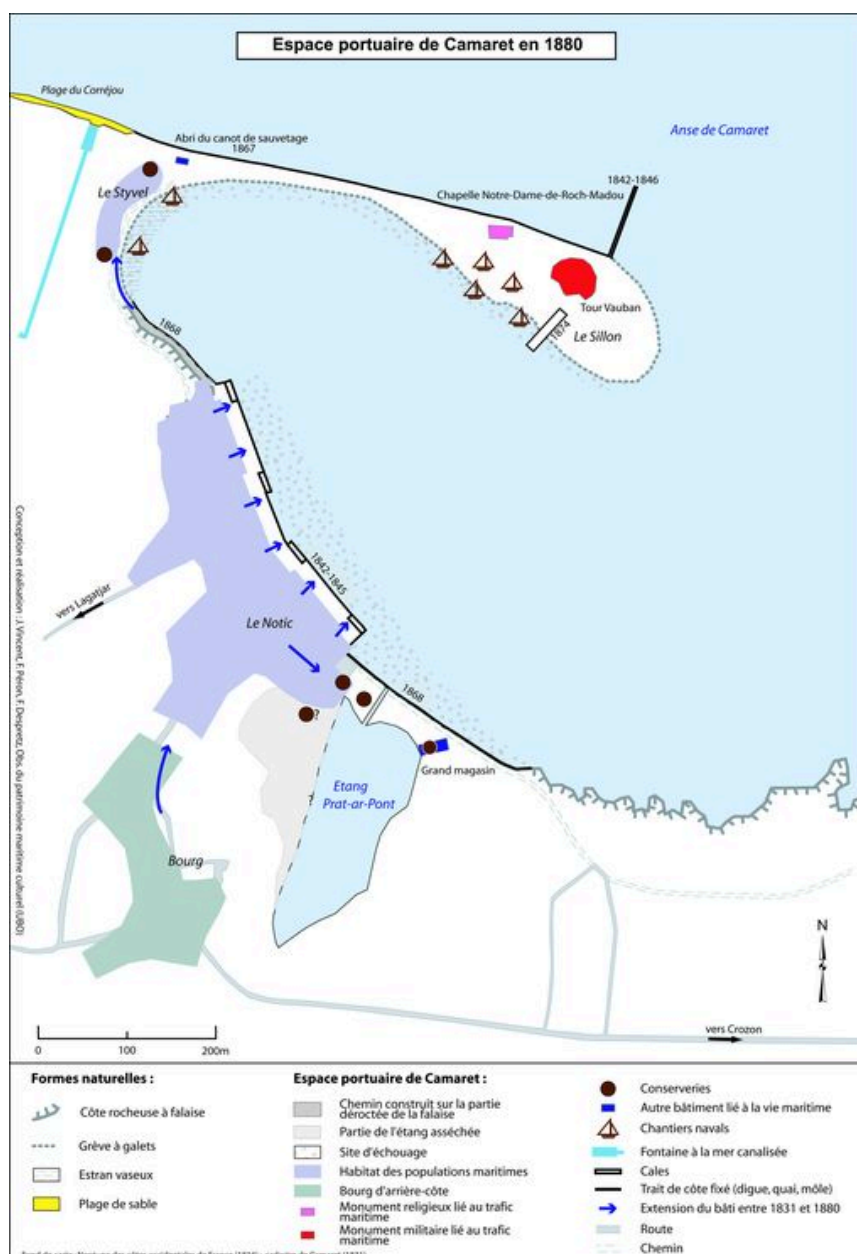 Espace portuaire de Camaret en 1880
Plage du Corréjou
Anse de Camaret
Abri du canot de sauvetage
1867
1842-1846
Le Styvel
Chapelle Notre-Dame-de-Roch-Madou
Tour Vauban
1874
Le Sillon
1868
1842-1845
vers Lagatjar
Le Notic
1868
?
Grand magasin
Etang
Prat-ar-Pont
?
Bourg
N
vers Crozon
0 100 200m
Conception et réalisation : J. Vincent, F. Péron, F. Despretz, Obs. du patrimoine maritime culturel (UBO)
Formes naturelles :
Côte rocheuse à falaise
Grève à galets
Estran vaseux
Plage de sable
Espace portuaire de Camaret :
Chemin construit sur la partie
déroctée de la falaise
Partie de l'étang asséchée
Site d'échouage
Habitat des populations maritimes
Bourg d'arrière-côte
Monument religieux lié au trafic
maritime
Monument militaire lié au trafic
maritime
Conserveries
Autre bâtiment lié à la vie maritime
Chantiers navals
Fontaine à la mer canalisée
Cales
Trait de côte fixé (digue, quai, môle)
Extension du bâti entre 1831 et 1880
Route
Chemin